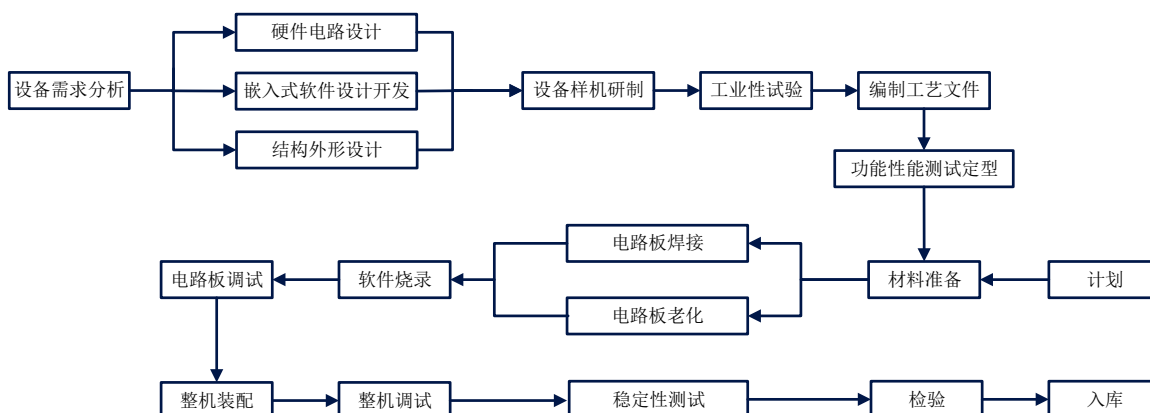 硬件电路设计
设备需求分析
嵌入式软件设计开发
设备样机研制
工业性试验
编制工艺文件
结构外形设计
功能性能测试定型
电路板焊接
电路板调试
软件烧录
材料准备
计划
电路板老化
整机装配
整机调试
稳定性测试
检验
入库